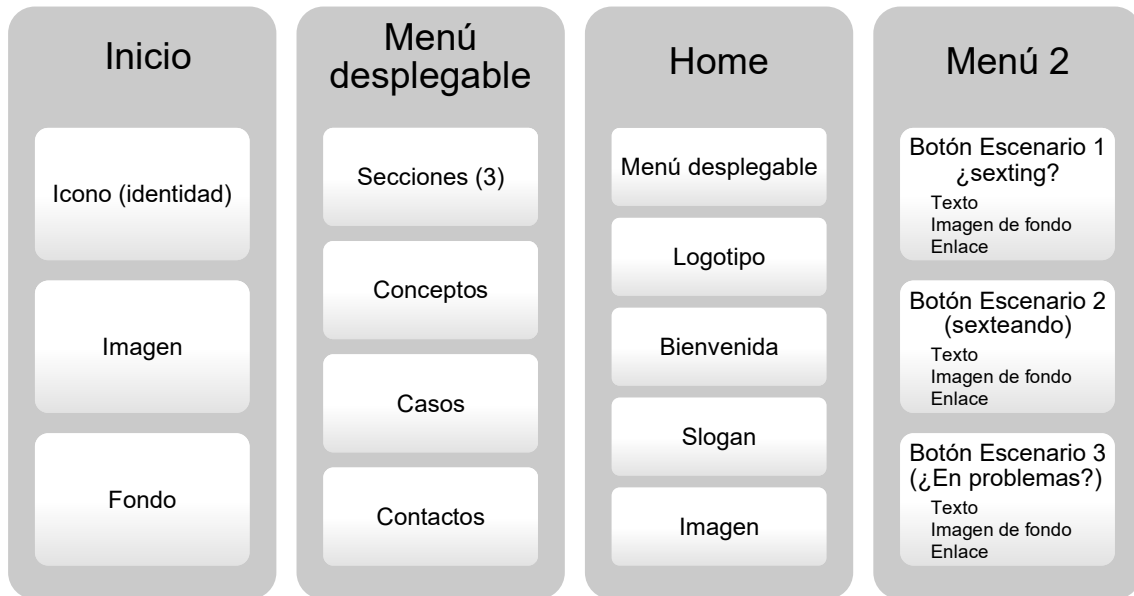 Inicio
Icono (identidad)
Imagen
Fondo
Menú
desplegable
Secciones (3)
Conceptos
Casos
Contactos
Home
Menú desplegable
Logotipo
Bienvenida
Slogan
Imagen
Menú 2
Botón Escenario 1
¿sexting?
Texto
Imagen de fondo
Enlace
Botón Escenario 2
(sexteando)
Texto
Imagen de fondo
Enlace
Botón Escenario 3
(¿En problemas?)
Texto
Imagen de fondo
Enlace